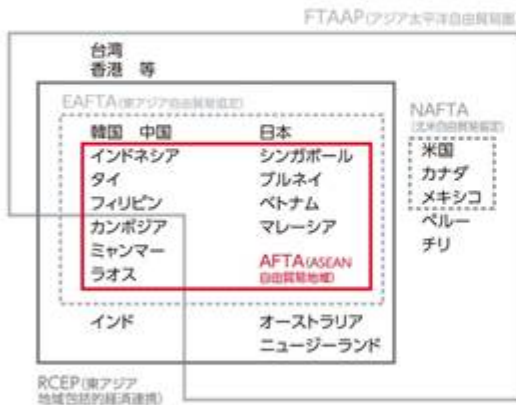 FTAAP(アジア太平洋自由貿易圏
台湾
香港 等
EAFTA(東アジア自由貿易協定)
NAFTA
(北米自由貿易協定)
韓国 中国
日本
インドネシア
シンガポール
タイ
ブルネイ
フィリピン
ベトナム
カンボジア
マレーシア
ミャンマー
ラオス
AFTA(ASEAN
自由貿易地域)
米国
カナダ
メキシコ
ペルー
チリ
インド
オーストラリア
ニュージーランド
RCEP(東アジア
地域包括的経済連携)